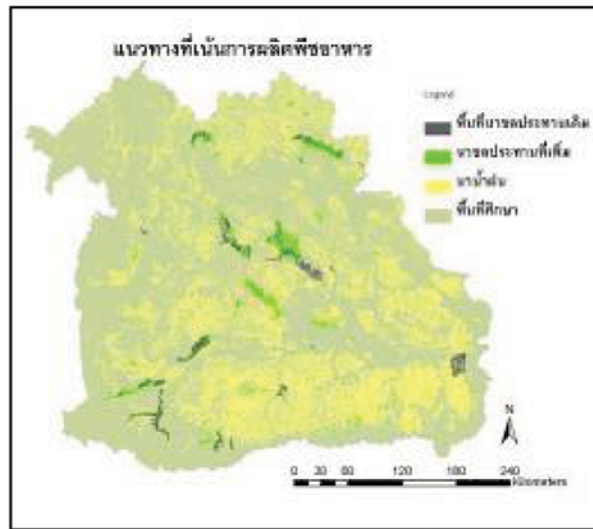 แนวทางที่เน้นการผลิตพืชอาหาร
Legend
พื้นที่นาชลประทานเดิม
นาชลประทานที่เพิ่ม
นาน้ำฝน
พื้นที่ศึกษา
N
0 30 60 120 180 240
Kilometers